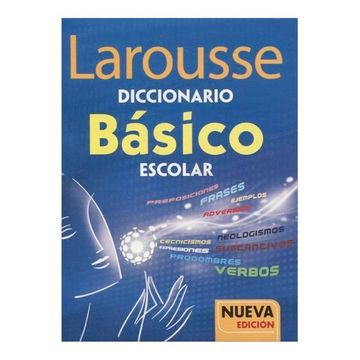 Larousse
DICCIONARIO
Básico
ESCOLAR
PREPOSICIONES
FRASES
EJEMPLOS
ADVERBIOS
NEOLOGISMOS
TECNICISMOS
EXPRESIONES
SUSTANTIVOS
PRONOMBRES
VERBOS
NUEVA
EDICIÓN